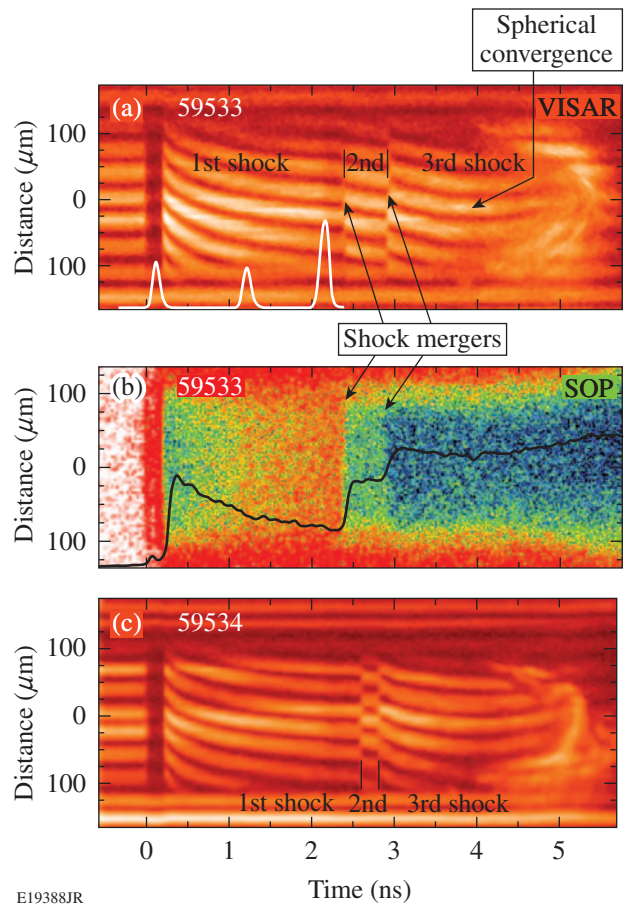 Spherical
convergence
(a) 59533 VISAR
100
1st shock 2nd 3rd shock
0
100
Distance (μm)
Shock mergers
(b) 59533 SOP
100
0
100
Distance (μm)
(c) 59534
100
0
100
Distance (μm)
1st shock 2nd 3rd shock
0 1 2 3 4 5
Time (ns)
E19388JR